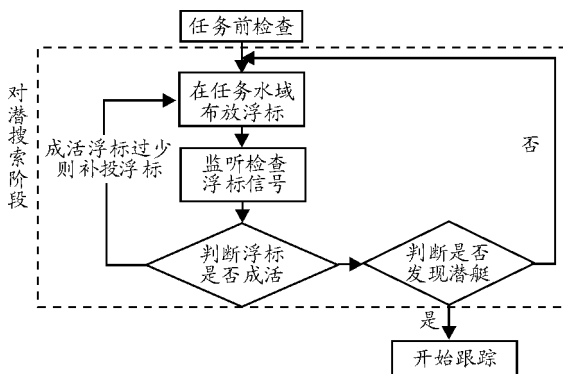 任务前检查
对潜搜索阶段
在任务水域
布放浮标
成活浮标过少
则补投浮标
否
监听检查
浮标信号
判断浮标
是否成活
判断是否
发现潜艇
是
开始跟踪